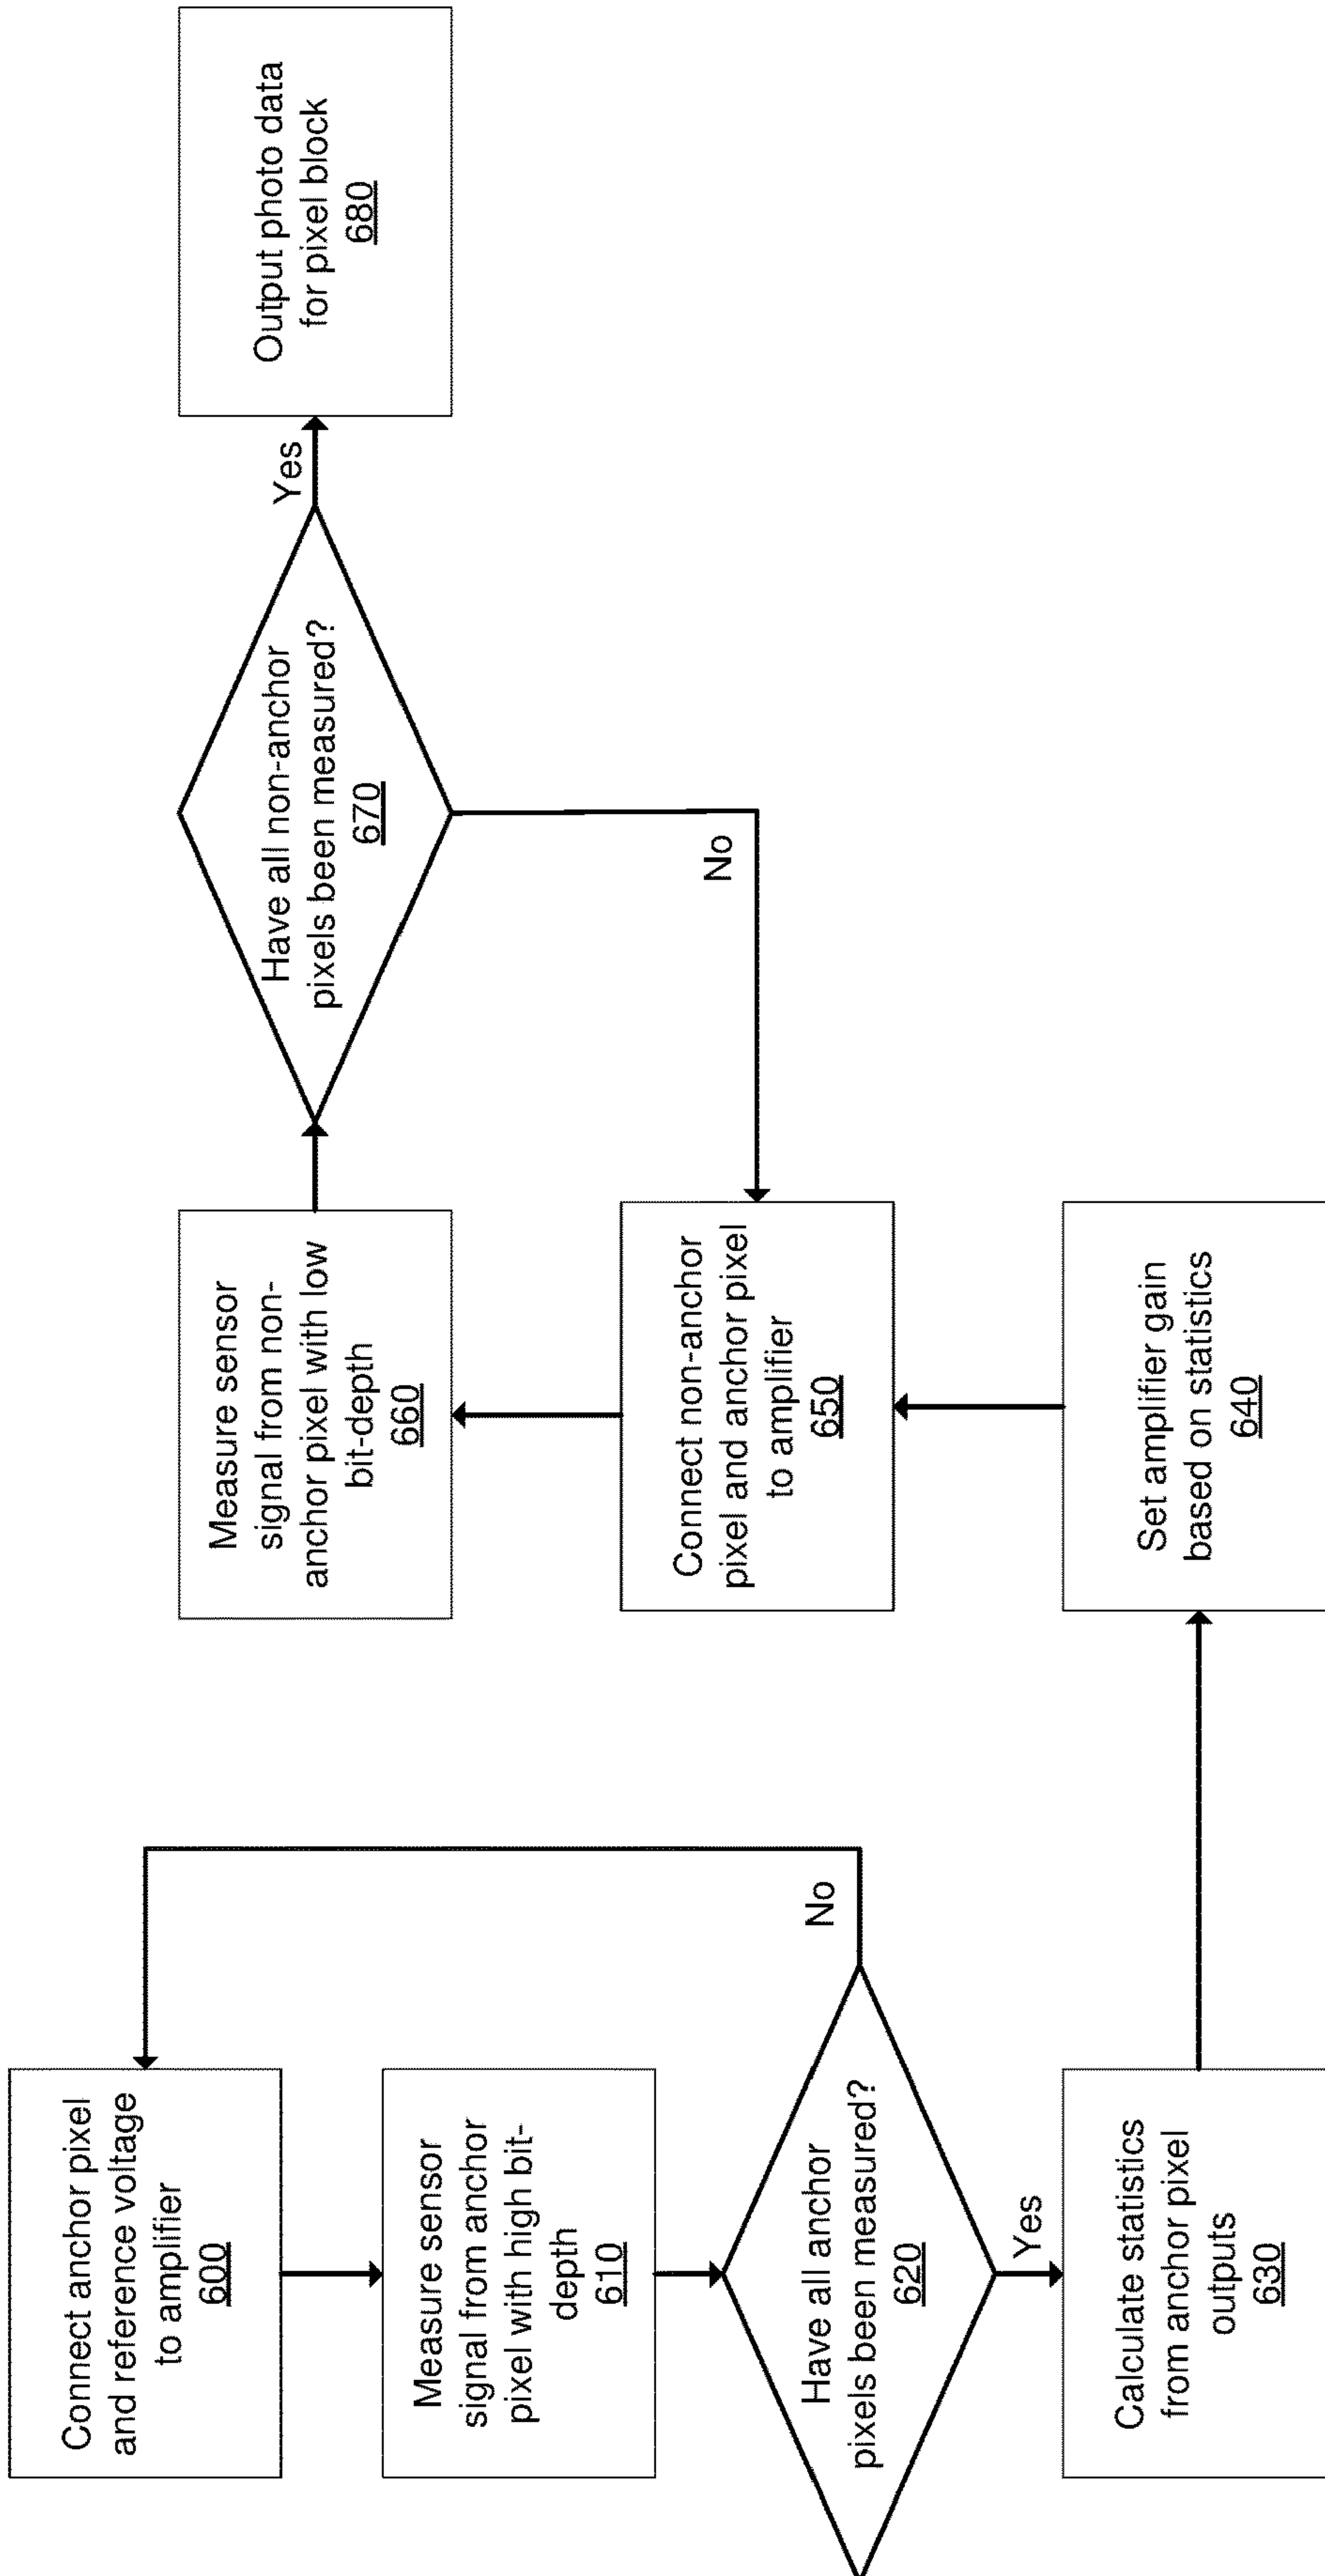 Connect anchor pixel
and reference voltage
to amplifier
600
Measure sensor
signal from anchor
pixel with high bit-
depth
610
Have all anchor
pixels been measured?
620
No
Yes
Calculate statistics
from anchor pixel
outputs
630
Set amplifier gain
based on statistics
640
Connect non-anchor
pixel and anchor pixel
to amplifier
650
Measure sensor
signal from non-
anchor pixel with low
bit-depth
660
Have all non-anchor
pixels been measured?
670
No
Yes
Output photo data
for pixel block
680